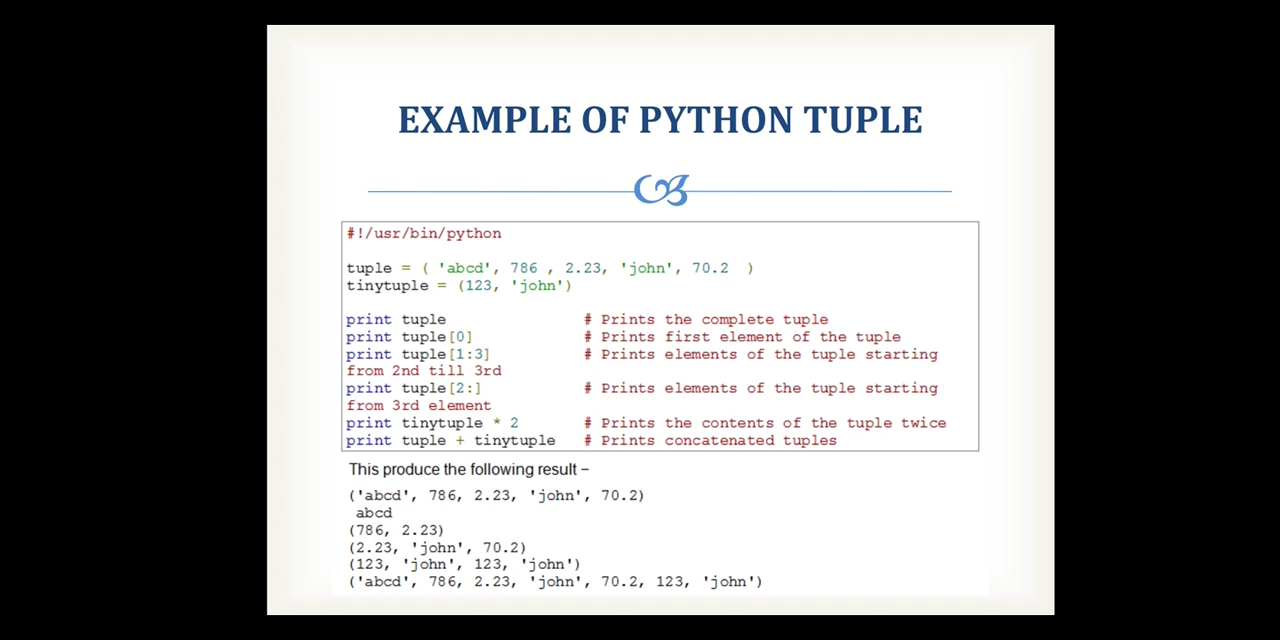 EXAMPLE OF PYTHON TUPLE
#!/usr/bin/python
tuple = ( 'abcd', 786 , 2.23, 'john', 70.2  )
tinytuple = (123, 'john')
print tuple               # Prints the complete tuple
print tuple[0]            # Prints first element of the tuple
print tuple[1:3]          # Prints elements of the tuple starting
from 2nd till 3rd
print tuple[2:]           # Prints elements of the tuple starting
from 3rd element
print tinytuple * 2       # Prints the contents of the tuple twice
print tuple + tinytuple   # Prints concatenated tuples
This produce the following result −
('abcd', 786, 2.23, 'john', 70.2)
abcd
(786, 2.23)
(2.23, 'john', 70.2)
(123, 'john', 123, 'john')
('abcd', 786, 2.23, 'john', 70.2, 123, 'john')